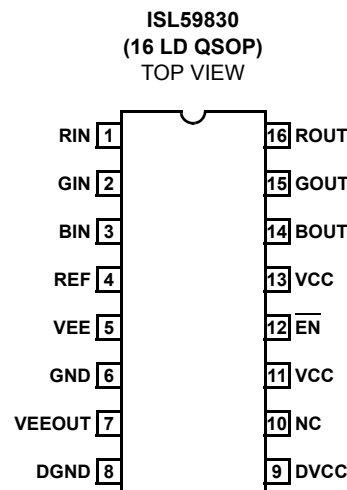 ISL59830
(16 LD QSOP)
TOP VIEW
RIN 1 16 ROUT
GIN 2 15 GOUT
BIN 3 14 BOUT
REF 4 13 VCC
VEE 5 12 EN
GND 6 11 VCC
VEEOUT 7 10 NC
DGND 8 9 DVCC